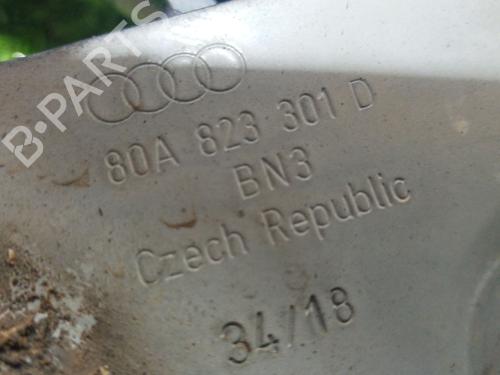 B-PARTS
80A 823 301 D
BN3
Czech Republic
34/18